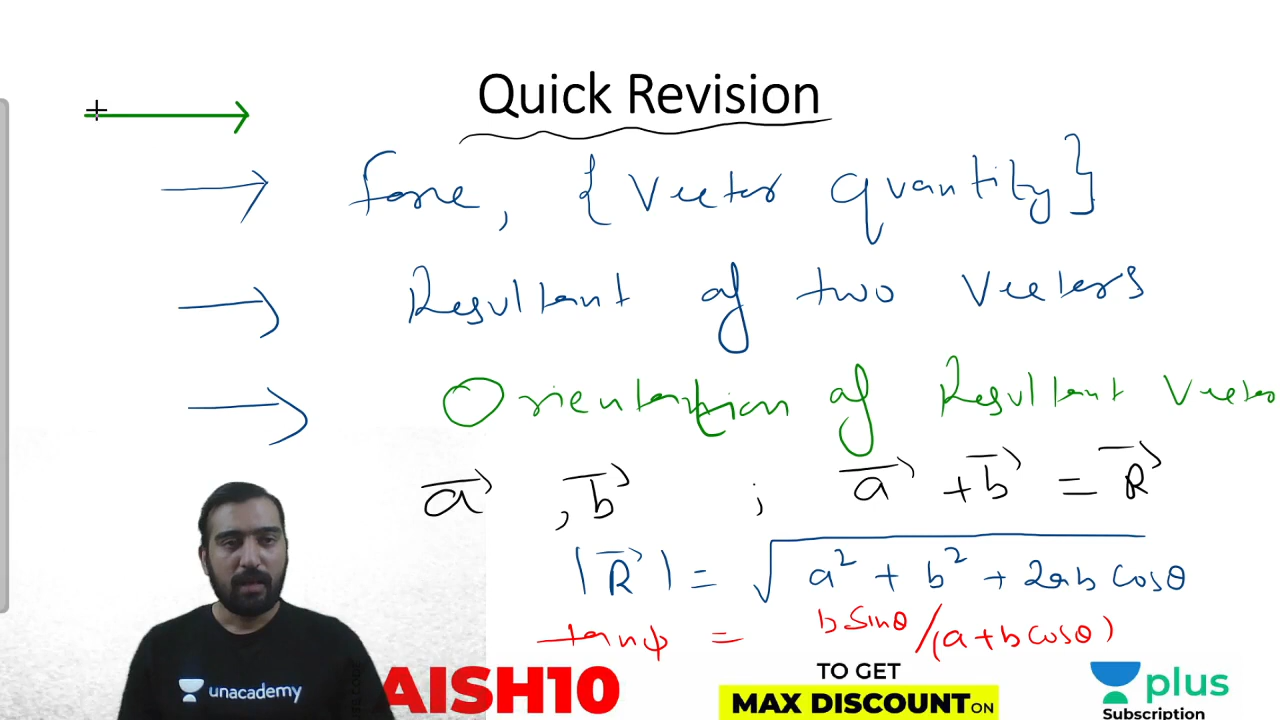 Quick Revision
→ force, {Vector quantity}
→ Resultant of two Vectors
→ Orientation of Resultant Vector
a⃗ , b⃗ ; a⃗ + b⃗ = R⃗
|R⃗| = √(a² + b² + 2ab cosθ)
tanφ = b sinθ/(a+b cosθ)
unacademy
AISH10
TO GET
MAX DISCOUNT ON
plus
Subscription